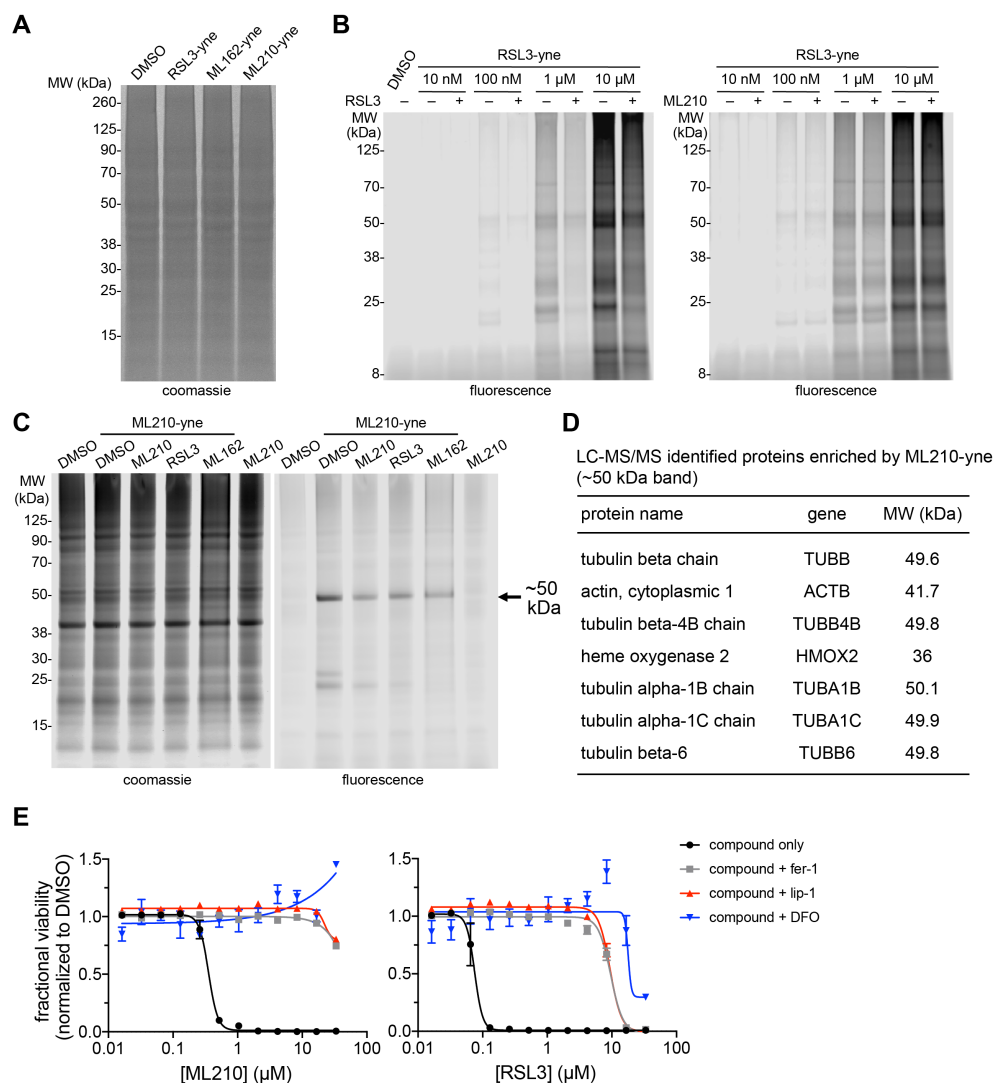 A
DMSO
RSL3-yne
ML162-yne
ML210-yne
MW (kDa)
260-
125-
90-
70-
50-
38-
30-
25-
15-
coomassie
B
RSL3-yne
DMSO
10 nM 100 nM 1 µM 10 µM
RSL3 – – + – + – + – +
MW
(kDa)
125-
70-
50-
38-
25-
8-
fluorescence
RSL3-yne
10 nM 100 nM 1 µM 10 µM
ML210 – + – + – + – +
MW
(kDa)
125-
70-
50-
38-
25-
8-
fluorescence
C
ML210-yne
DMSO
DMSO
ML210
RSL3
ML162
ML210
MW
(kDa)
125-
90-
70-
50-
38-
30-
25-
15-
coomassie
ML210-yne
DMSO
DMSO
ML210
RSL3
ML162
ML210
~50
kDa
fluorescence
D
LC-MS/MS identified proteins enriched by ML210-yne
(~50 kDa band)
protein name gene MW (kDa)
tubulin beta chain TUBB 49.6
actin, cytoplasmic 1 ACTB 41.7
tubulin beta-4B chain TUBB4B 49.8
heme oxygenase 2 HMOX2 36
tubulin alpha-1B chain TUBA1B 50.1
tubulin alpha-1C chain TUBA1C 49.9
tubulin beta-6 TUBB6 49.8
E
fractional viability
(normalized to DMSO)
1.5
1.0
0.5
0.0
0.01 0.1 1 10 100
[ML210] (µM)
1.5
1.0
0.5
0.0
0.01 0.1 1 10 100
[RSL3] (µM)
compound only
compound + fer-1
compound + lip-1
compound + DFO